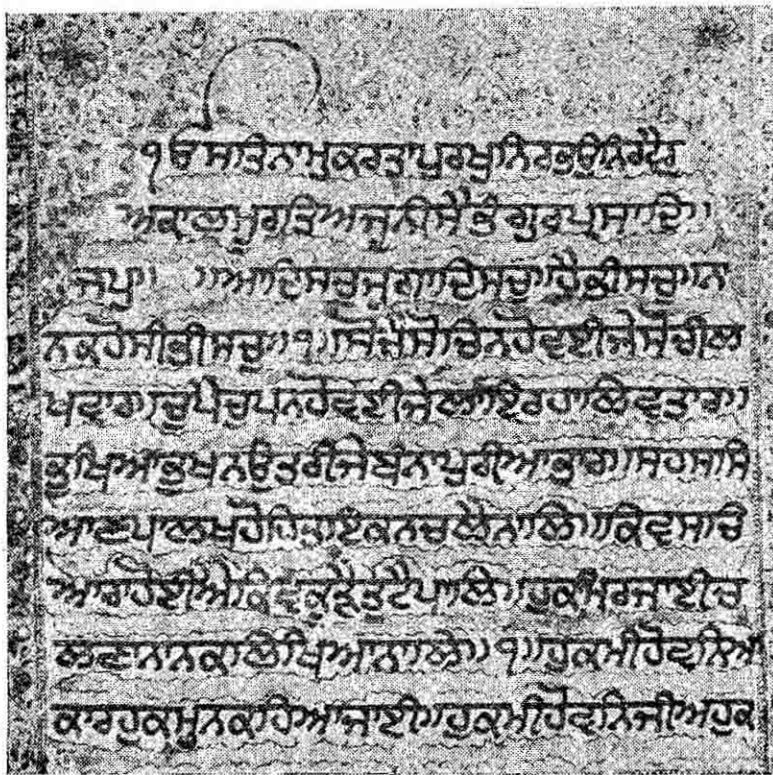 ੴ ਸਤਿਨਾਮੁਕਰਤਾਪੁਰਖੁਨਿਰਭਉਨਿਰਵੈਰੁ
ਅਕਾਲਮੂਰਤਿਅਜੂਨੀਸੈਭੰਗੁਰਪ੍ਰਸਾਦਿ॥
ਜਪੁ॥ ॥ਆਦਿਸਚੁਜੁਗਾਦਿਸਚੁ॥ਹੈਭੀਸਚੁ॥ਨਾ
ਨਕਹੋਸੀਭੀਸਚੁ॥੧॥ਸੋਚੈਸੋਚਿਨਹੋਵਈਜੇਸੋਚੀਲ
ਖਵਾਰ॥ਚੁਪੈਚੁਪਨਹੋਵਈਜੇਲਾਇਰਹਾਲਿਵਤਾਰ॥
ਭੁਖਿਆਭੁਖਨਉਤਰੀਜੇਬੰਨਾਪੁਰੀਆਭਾਰ॥ਸਹਸਸਿ
ਆਣਪਾਲਖਹੋਹਿਤਾਇਕਨਚਲੈਨਾਲਿ॥ਕਿਵਸਚਿ
ਆਰਾਹੋਈਐਕਿਵਕੂੜੈਤੁਟੈਪਾਲਿ॥ਹੁਕਮਿਰਜਾਈਚ
ਲਣਾਨਾਨਕਲਿਖਿਆਨਾਲਿ॥੧॥ਹੁਕਮੀਹੋਵਨਿਆ
ਕਾਰਹੁਕਮੁਨਕਹਿਆਜਾਈ॥ਹੁਕਮੀਹੋਵਨਿਜੀਅਹੁਕ